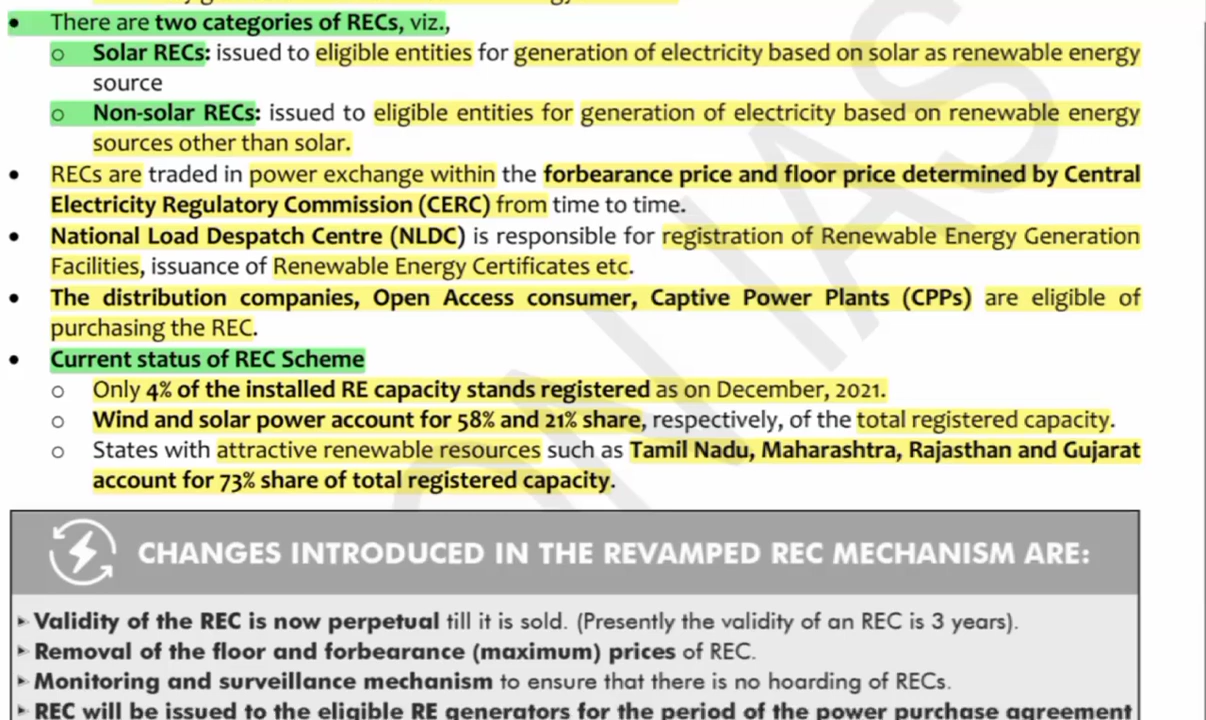 • There are two categories of RECs, viz.,
o Solar RECs: issued to eligible entities for generation of electricity based on solar as renewable energy
source
o Non-solar RECs: issued to eligible entities for generation of electricity based on renewable energy
sources other than solar.
• RECs are traded in power exchange within the forbearance price and floor price determined by Central
Electricity Regulatory Commission (CERC) from time to time.
• National Load Despatch Centre (NLDC) is responsible for registration of Renewable Energy Generation
Facilities, issuance of Renewable Energy Certificates etc.
• The distribution companies, Open Access consumer, Captive Power Plants (CPPs) are eligible of
purchasing the REC.
• Current status of REC Scheme
o Only 4% of the installed RE capacity stands registered as on December, 2021.
o Wind and solar power account for 58% and 21% share, respectively, of the total registered capacity.
o States with attractive renewable resources such as Tamil Nadu, Maharashtra, Rajasthan and Gujarat
account for 73% share of total registered capacity.
CHANGES INTRODUCED IN THE REVAMPED REC MECHANISM ARE:
▸ Validity of the REC is now perpetual till it is sold. (Presently the validity of an REC is 3 years).
▸ Removal of the floor and forbearance (maximum) prices of REC.
▸ Monitoring and surveillance mechanism to ensure that there is no hoarding of RECs.
▸ REC will be issued to the eligible RE generators for the period of the power purchase agreement